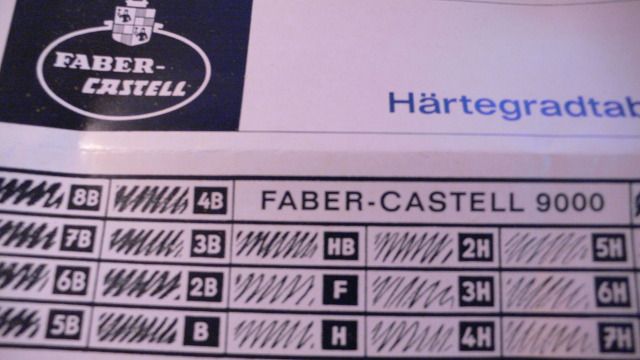 FABER-
CASTELL
Härtegradtab
8B 4B FABER-CASTELL 9000
7B 3B HB 2H 5H
6B 2B F 3H 6H
5B B H 4H 7H